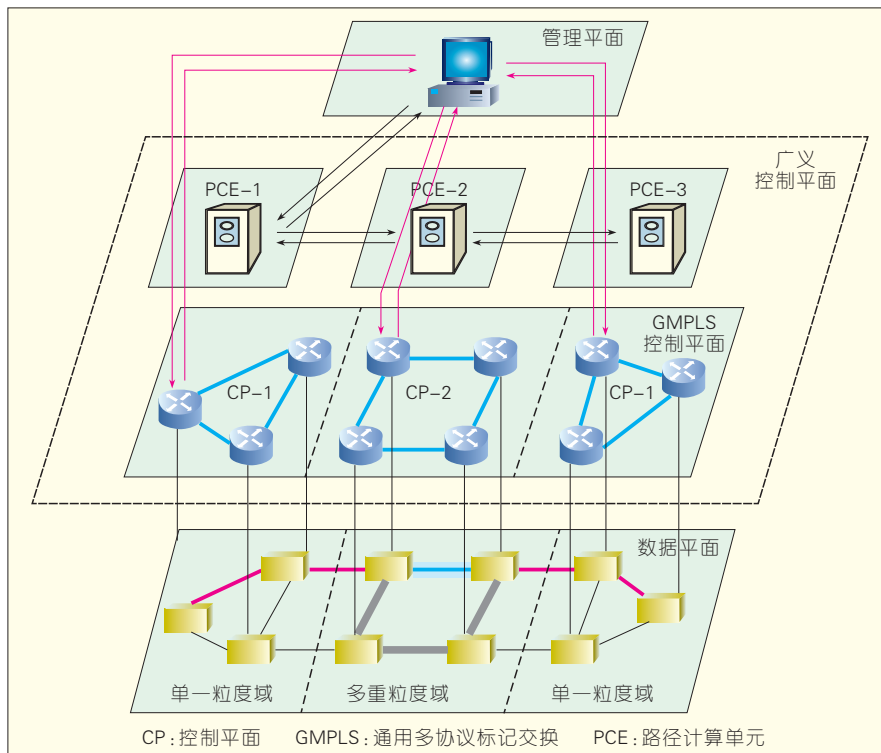 管理平面
广义
控制平面
PCE-1
PCE-2
PCE-3
GMPLS
控制平面
CP-1
CP-2
CP-1
数据平面
单一粒度域
多重粒度域
单一粒度域
CP:控制平面 GMPLS:通用多协议标记交换 PCE:路径计算单元